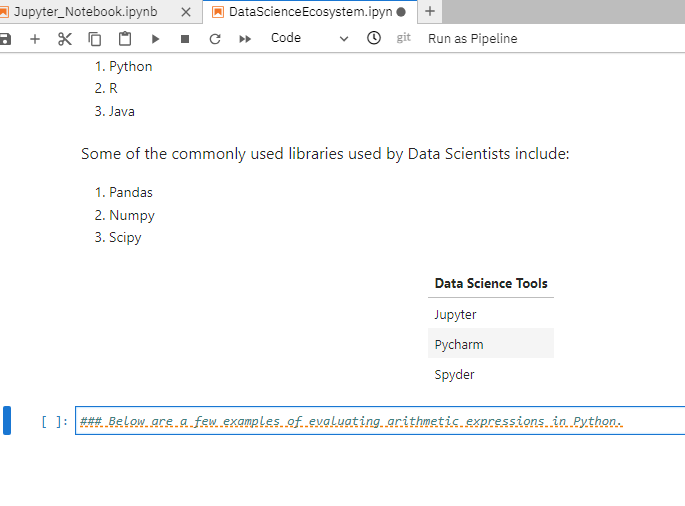 Jupyter_Notebook.ipynb × DataScienceEcosystem.ipyn ● +
Code git Run as Pipeline
1. Python
2. R
3. Java
Some of the commonly used libraries used by Data Scientists include:
1. Pandas
2. Numpy
3. Scipy
Data Science Tools
Jupyter
Pycharm
Spyder
[ ]: ### Below are a few examples of evaluating arithmetic expressions in Python.